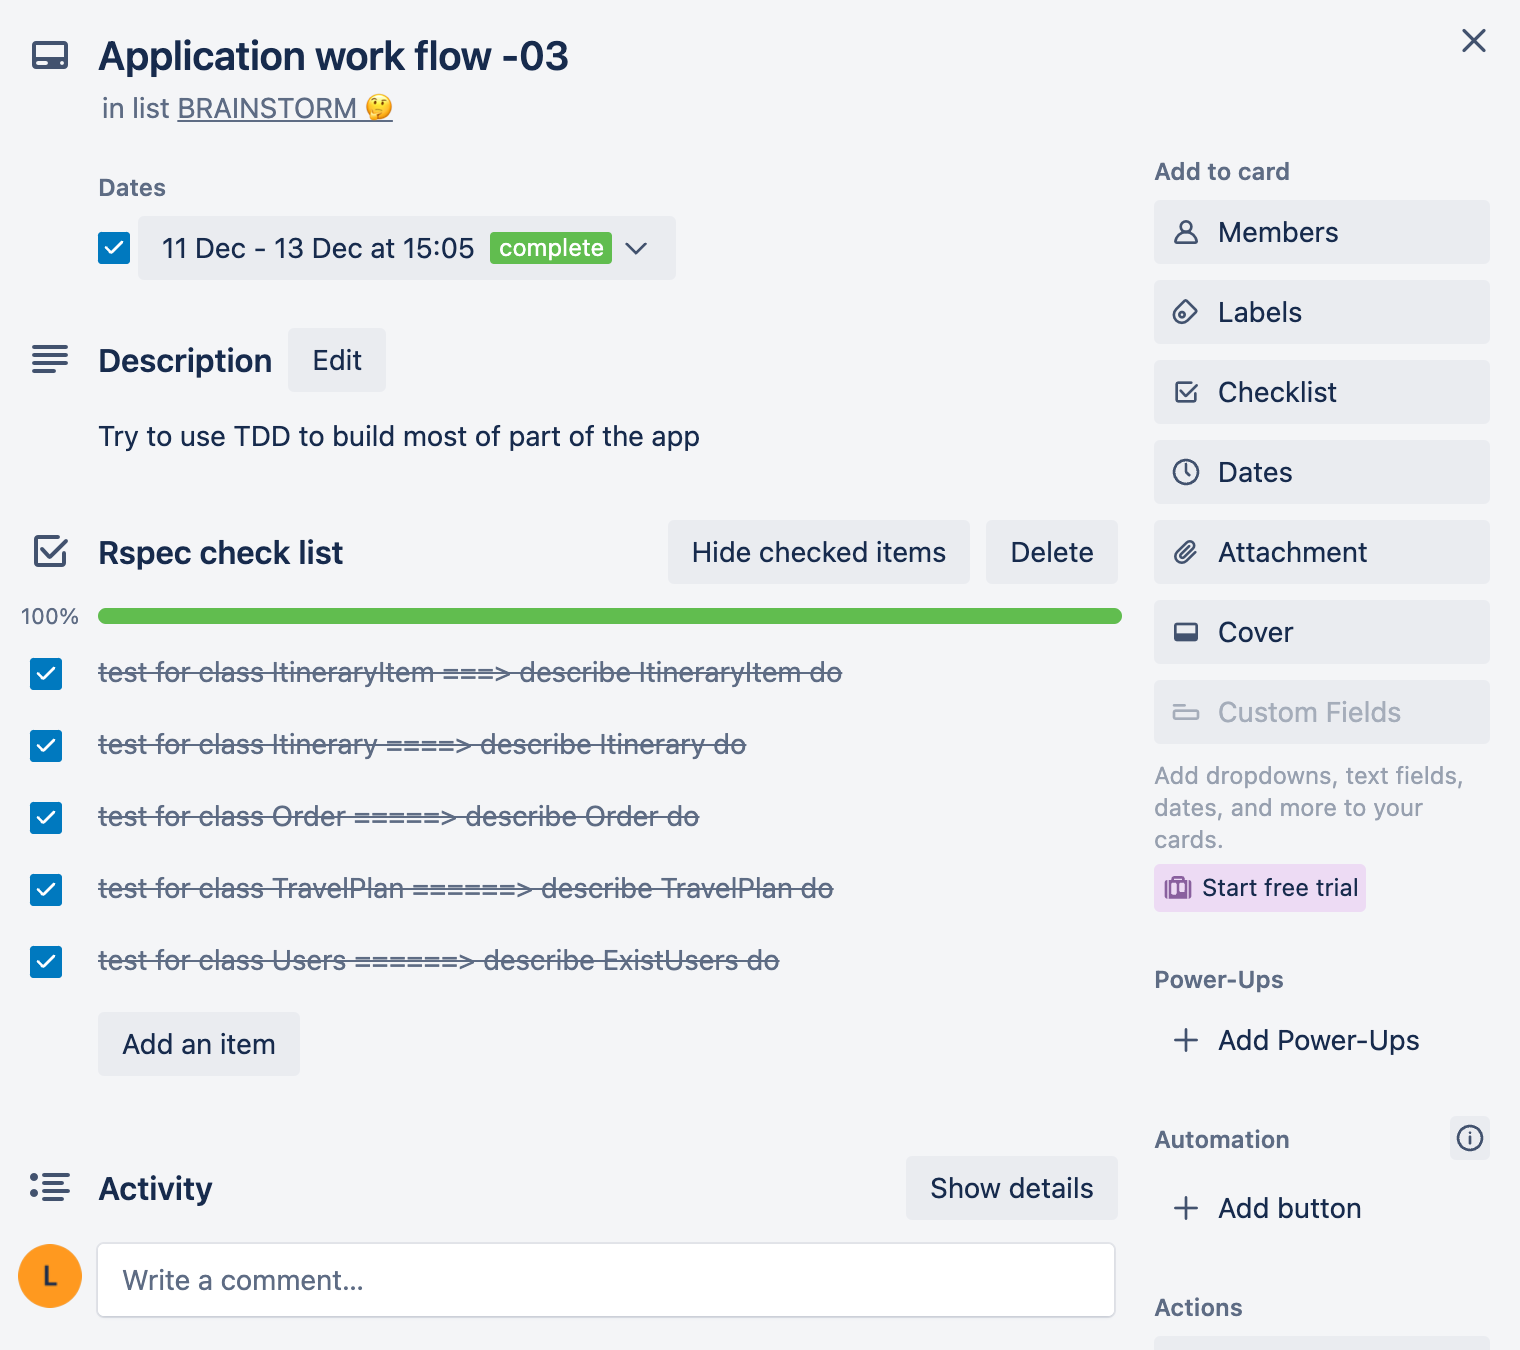 Application work flow -03
in list BRAINSTORM 🤔
Dates
11 Dec - 13 Dec at 15:05 complete
Description Edit
Try to use TDD to build most of part of the app
Rspec check list Hide checked items Delete
100%
test for class ItineraryItem ===> describe ItineraryItem do
test for class Itinerary ====> describe Itinerary do
test for class Order =====> describe Order do
test for class TravelPlan ======> describe TravelPlan do
test for class Users ======> describe ExistUsers do
Add an item
Activity Show details
L
Write a comment...
Add to card
Members
Labels
Checklist
Dates
Attachment
Cover
Custom Fields
Add dropdowns, text fields,
dates, and more to your
cards.
Start free trial
Power-Ups
+ Add Power-Ups
Automation
+ Add button
Actions